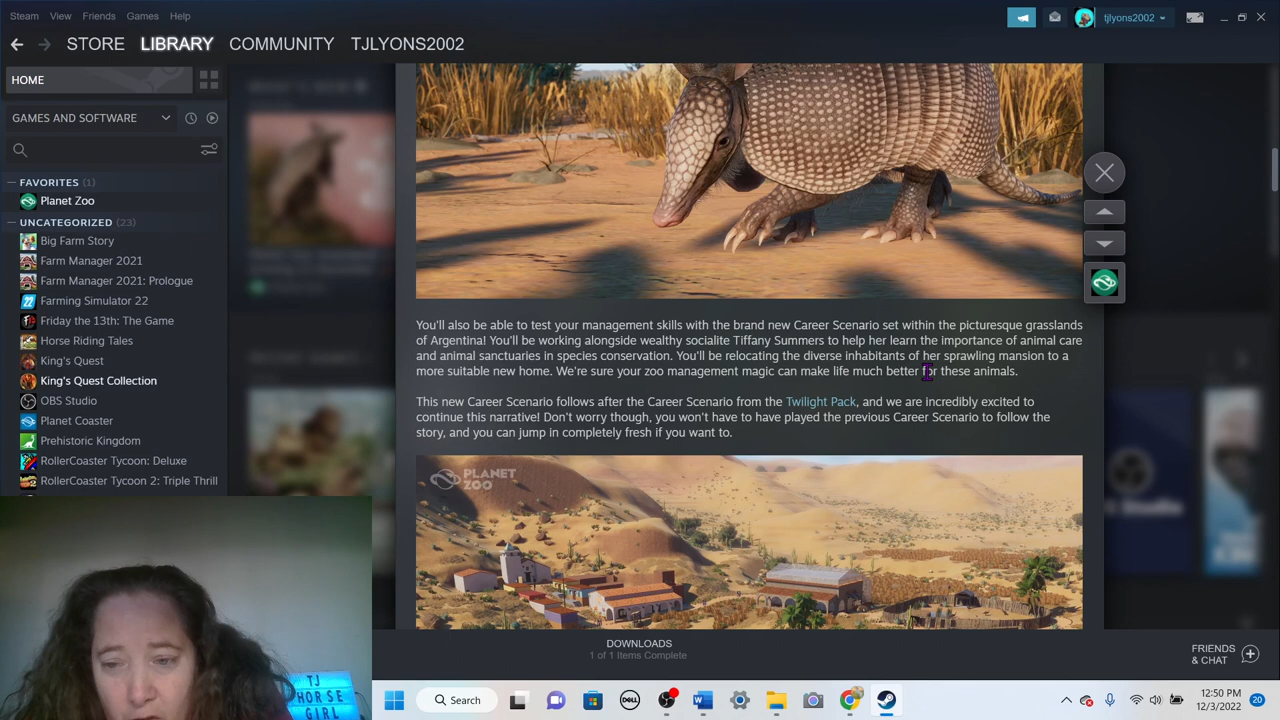 Steam View Friends Games Help
tjlyons2002
STORE LIBRARY COMMUNITY TJLYONS2002
HOME
GAMES AND SOFTWARE
FAVORITES (1)
Planet Zoo
UNCATEGORIZED (23)
Big Farm Story
Farm Manager 2021
Farm Manager 2021: Prologue
Farming Simulator 22
Friday the 13th: The Game
Horse Riding Tales
King's Quest
King's Quest Collection
OBS Studio
Planet Coaster
Prehistoric Kingdom
RollerCoaster Tycoon: Deluxe
RollerCoaster Tycoon 2: Triple Thrill
You'll also be able to test your management skills with the brand new Career Scenario set within the picturesque grasslands
of Argentina! You'll be working alongside wealthy socialite Tiffany Summers to help her learn the importance of animal care
and animal sanctuaries in species conservation. You'll be relocating the diverse inhabitants of her sprawling mansion to a
more suitable new home. We're sure your zoo management magic can make life much better for these animals.
This new Career Scenario follows after the Career Scenario from the Twilight Pack, and we are incredibly excited to
continue this narrative! Don't worry though, you won't have to have played the previous Career Scenario to follow the
story, and you can jump in completely fresh if you want to.
PLANET
ZOO
DOWNLOADS
1 of 1 Items Complete
FRIENDS
& CHAT
TJ
HORSE
GIRL
Search
DELL
12:50 PM
12/3/2022
20